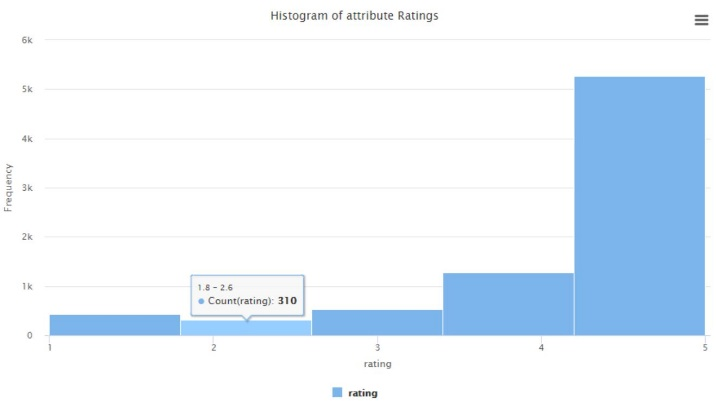 Histogram of attribute Ratings
6k
5k
4k
3k
2k
1k
0
Frequency
1.8 - 2.6
Count(rating): 310
1 2 3 4 5
rating
rating